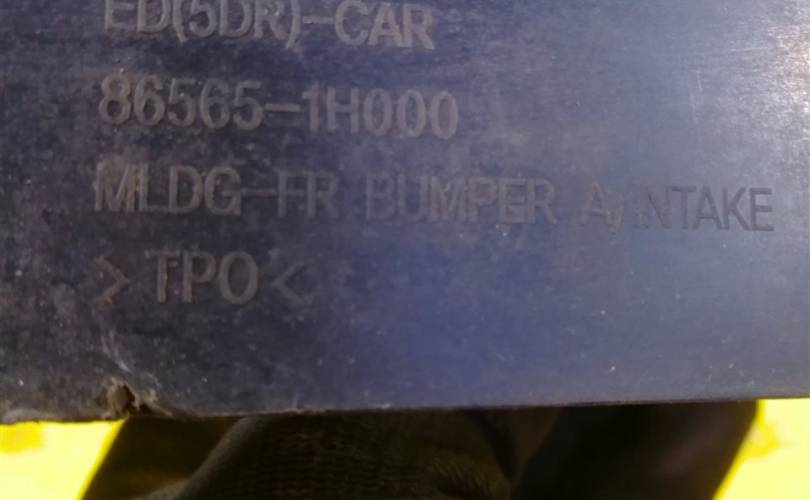 ED(5DR)-CAR
86565-1H000
MLDG-FR BUMPER A/INTAKE
>TPO<